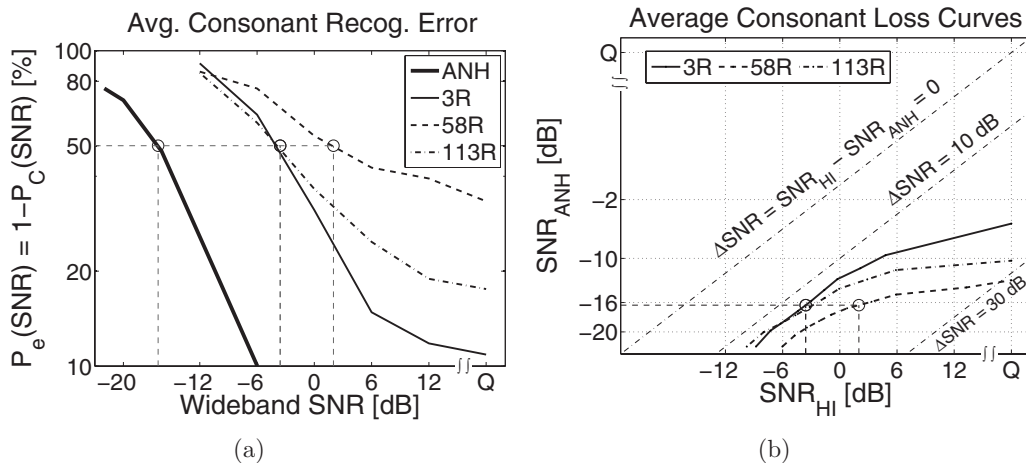 Avg. Consonant Recog. Error
P_e(SNR) = 1−P_C(SNR) [%]
100
80
50
20
10
ANH
3R
58R
113R
−20
−12
−6
0
6
12
Q
Wideband SNR [dB]
(a)
Average Consonant Loss Curves
SNR_ANH [dB]
Q
−2
−10
−16
−20
3R 58R 113R
ΔSNR = SNR_HI − SNR_ANH = 0
ΔSNR = 10 dB
ΔSNR = 30 dB
−12
−6
0
6
12
Q
SNR_HI [dB]
(b)